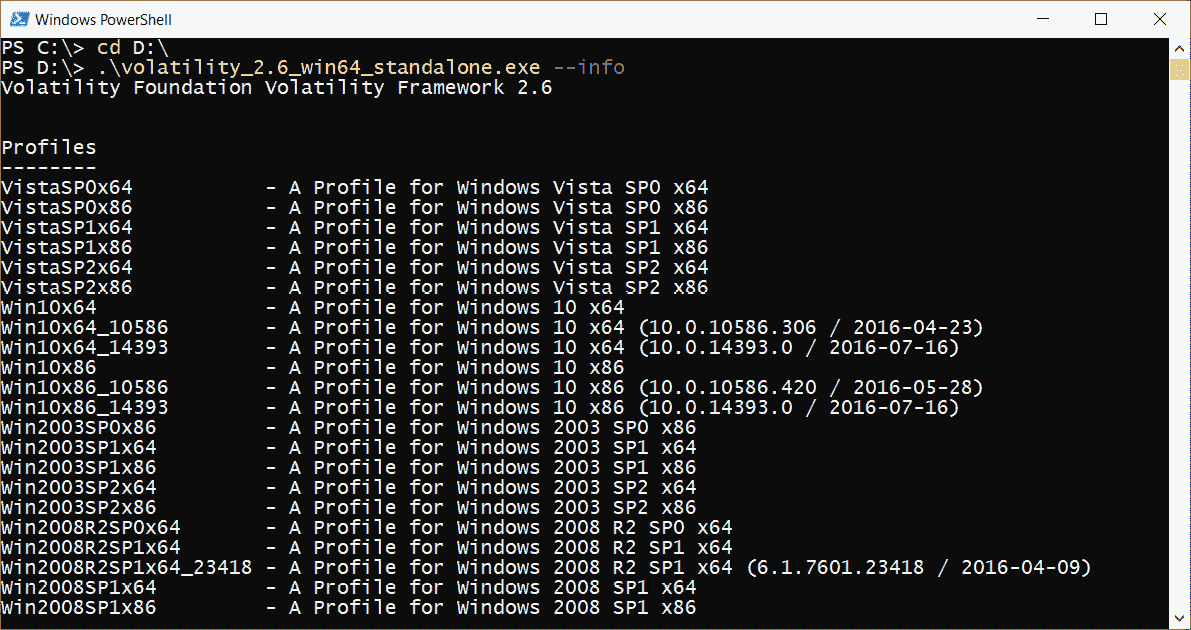 Windows PowerShell
PS C:\> cd D:\
PS D:\> .\volatility_2.6_win64_standalone.exe --info
Volatility Foundation Volatility Framework 2.6
Profiles
--------
VistaSP0x64 - A Profile for Windows Vista SP0 x64
VistaSP0x86 - A Profile for Windows Vista SP0 x86
VistaSP1x64 - A Profile for Windows Vista SP1 x64
VistaSP1x86 - A Profile for Windows Vista SP1 x86
VistaSP2x64 - A Profile for Windows Vista SP2 x64
VistaSP2x86 - A Profile for Windows Vista SP2 x86
Win10x64 - A Profile for Windows 10 x64
Win10x64_10586 - A Profile for Windows 10 x64 (10.0.10586.306 / 2016-04-23)
Win10x64_14393 - A Profile for Windows 10 x64 (10.0.14393.0 / 2016-07-16)
Win10x86 - A Profile for Windows 10 x86
Win10x86_10586 - A Profile for Windows 10 x86 (10.0.10586.420 / 2016-05-28)
Win10x86_14393 - A Profile for Windows 10 x86 (10.0.14393.0 / 2016-07-16)
Win2003SP0x86 - A Profile for Windows 2003 SP0 x86
Win2003SP1x64 - A Profile for Windows 2003 SP1 x64
Win2003SP1x86 - A Profile for Windows 2003 SP1 x86
Win2003SP2x64 - A Profile for Windows 2003 SP2 x64
Win2003SP2x86 - A Profile for Windows 2003 SP2 x86
Win2008R2SP0x64 - A Profile for Windows 2008 R2 SP0 x64
Win2008R2SP1x64 - A Profile for Windows 2008 R2 SP1 x64
Win2008R2SP1x64_23418 - A Profile for Windows 2008 R2 SP1 x64 (6.1.7601.23418 / 2016-04-09)
Win2008SP1x64 - A Profile for Windows 2008 SP1 x64
Win2008SP1x86 - A Profile for Windows 2008 SP1 x86